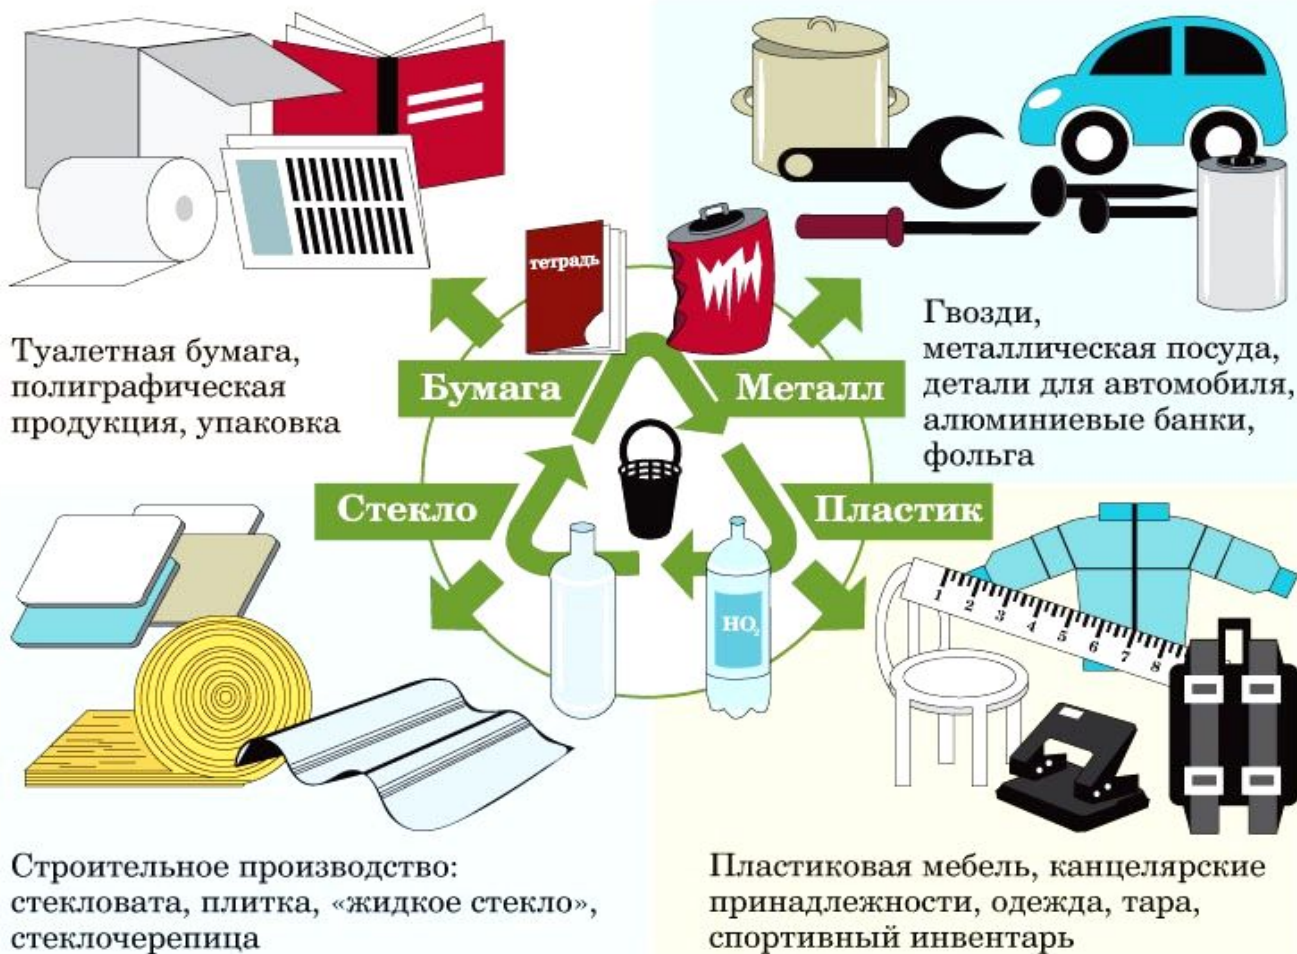 тетрадь
Туалетная бумага,
полиграфическая
продукция, упаковка
Гвозди,
металлическая посуда,
детали для автомобиля,
алюминиевые банки,
фольга
Бумага
Металл
Стекло
Пластик
HO₂
1 2 3 4 5 6 7 8
Строительное производство:
стекловата, плитка, «жидкое стекло»,
стеклочерепица
Пластиковая мебель, канцелярские
принадлежности, одежда, тара,
спортивный инвентарь